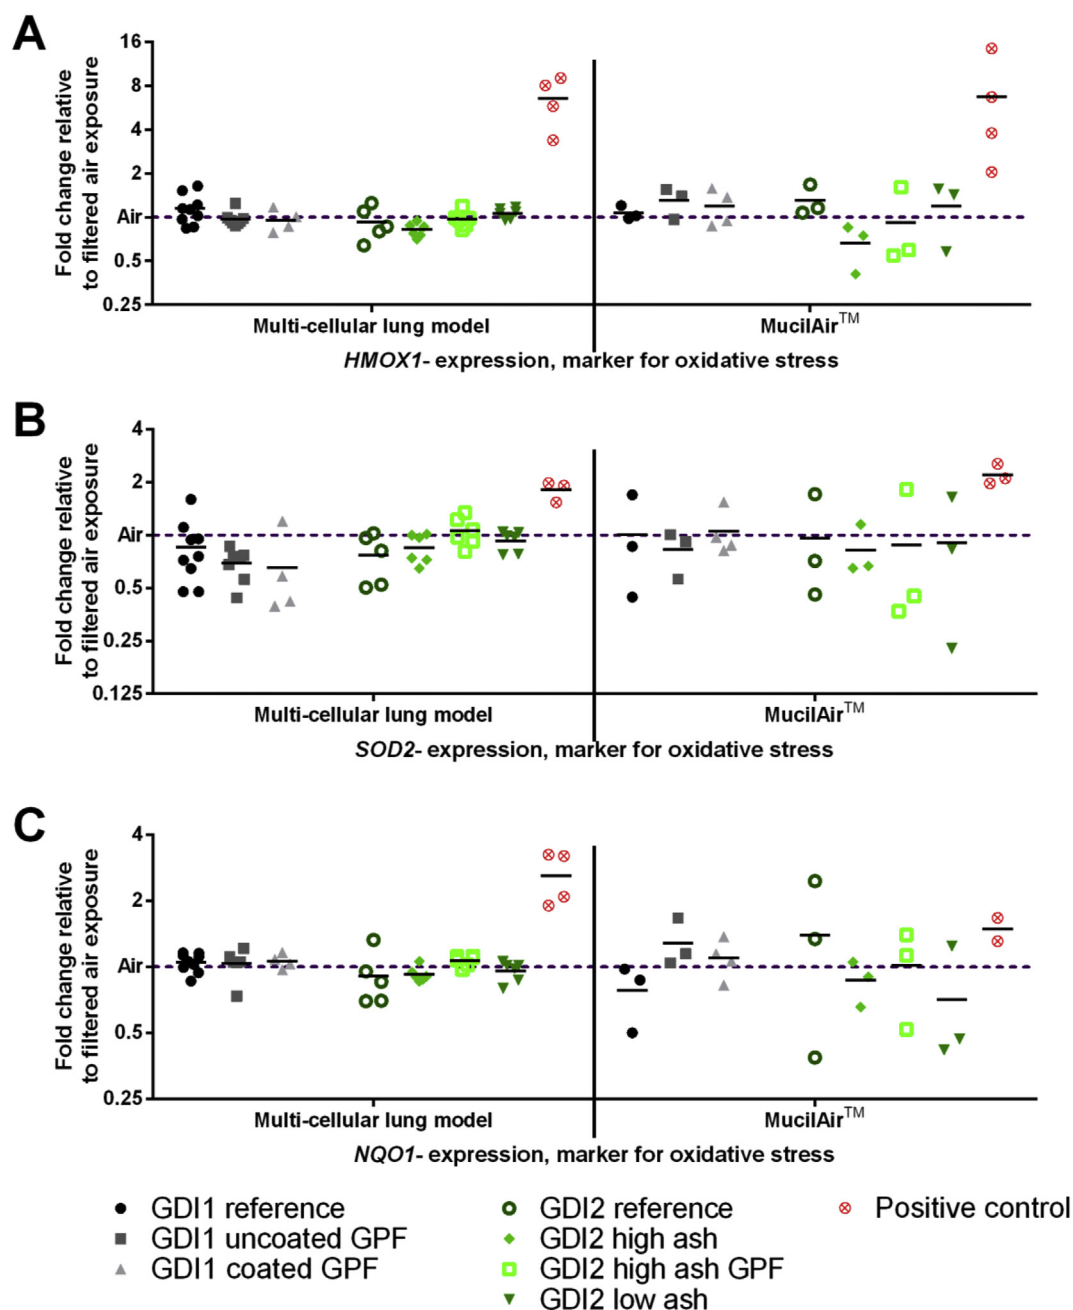 A
Fold change relative
to filtered air exposure
16
8
4
2
Air
0.5
0.25
Multi-cellular lung model
MucilAir™
HMOX1- expression, marker for oxidative stress
B
Fold change relative
to filtered air exposure
4
2
Air
0.5
0.25
0.125
Multi-cellular lung model
MucilAir™
SOD2- expression, marker for oxidative stress
C
Fold change relative
to filtered air exposure
4
2
Air
0.5
0.25
Multi-cellular lung model
MucilAir™
NQO1- expression, marker for oxidative stress
GDI1 reference
GDI1 uncoated GPF
GDI1 coated GPF
GDI2 reference
GDI2 high ash
GDI2 high ash GPF
GDI2 low ash
Positive control